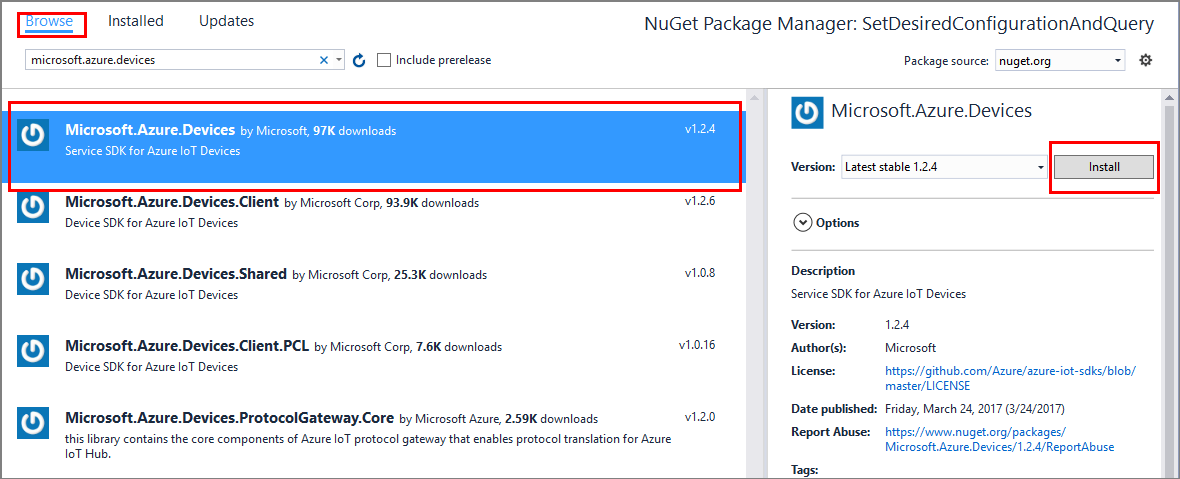 Browse Installed Updates
NuGet Package Manager: SetDesiredConfigurationAndQuery
microsoft.azure.devices
Include prerelease
Package source: nuget.org
Microsoft.Azure.Devices by Microsoft, 97K downloads v1.2.4
Service SDK for Azure IoT Devices
Microsoft.Azure.Devices.Client by Microsoft Corp, 93.9K downloads v1.2.6
Device SDK for Azure IoT Devices
Microsoft.Azure.Devices.Shared by Microsoft Corp, 25.3K downloads v1.0.8
Device SDK for Azure IoT Devices
Microsoft.Azure.Devices.Client.PCL by Microsoft Corp, 7.6K downloads v1.0.16
Device SDK for Azure IoT Devices
Microsoft.Azure.Devices.ProtocolGateway.Core by Microsoft Azure, 2.59K downloads v1.2.0
this library contains the core components of Azure IoT protocol gateway that enables protocol translation for Azure
IoT Hub.
Microsoft.Azure.Devices
Version: Latest stable 1.2.4 Install
Options
Description
Service SDK for Azure IoT Devices
Version: 1.2.4
Author(s): Microsoft
License: https://github.com/Azure/azure-iot-sdks/blob/
master/LICENSE
Date published: Friday, March 24, 2017 (3/24/2017)
Report Abuse: https://www.nuget.org/packages/
Microsoft.Azure.Devices/1.2.4/ReportAbuse
Tags: